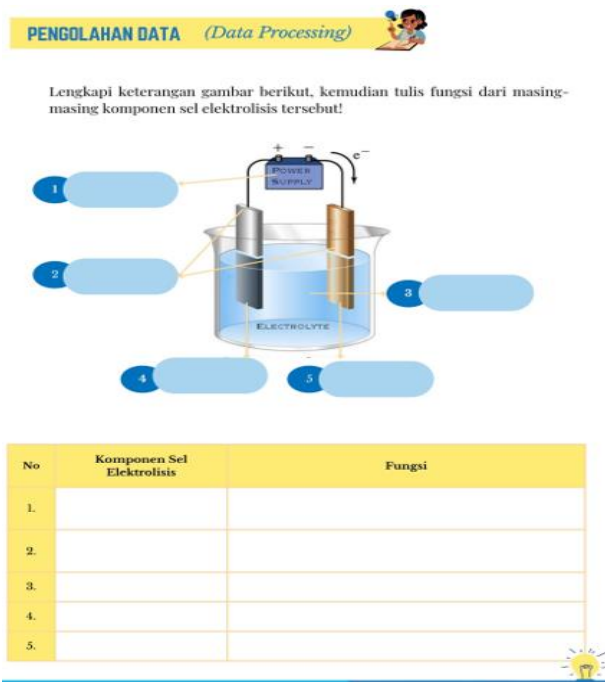 PENGOLAHAN DATA (Data Processing)
Lengkapi keterangan gambar berikut, kemudian tulis fungsi dari masing-
masing komponen sel elektrolisis tersebut!
+ − e⁻
POWER
SUPPLY
1
2
3
ELECTROLYTE
4 5
No Komponen Sel Elektrolisis Fungsi
1.
2.
3.
4.
5.